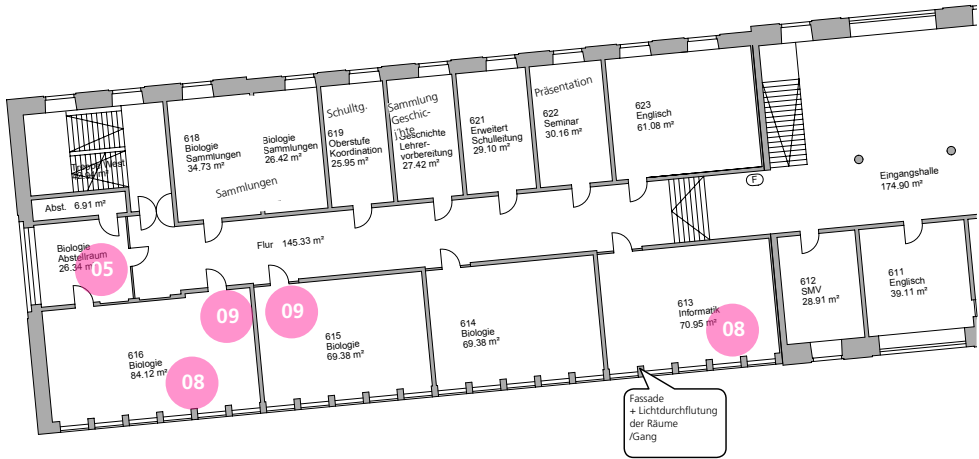 618
Biologie
Sammlungen
34.73 m²
Biologie
Sammlungen
26.42 m²
Sammlungen
Schulltg.
619
Oberstufe
Koordination
25.95 m²
Sammlung
Geschic-
hte
Geschichte
Lehrer-
vorbereitung
27.42 m²
621
Erweitert
Schulleitung
29.10 m²
Präsentation
622
Seminar
30.16 m²
623
Englisch
61.08 m²
F
Eingangshalle
174.90 m²
Treppe West
Abst. 6.91 m²
Biologie
Abstellraum
26.34 m²
05
Flur 145.33 m²
09
09
616
Biologie
84.12 m²
08
615
Biologie
69.38 m²
614
Biologie
69.38 m²
613
Informatik
70.95 m²
08
612
SMV
28.91 m²
611
Englisch
39.11 m²
Fassade
+ Lichtdurchflutung
der Räume
/Gang